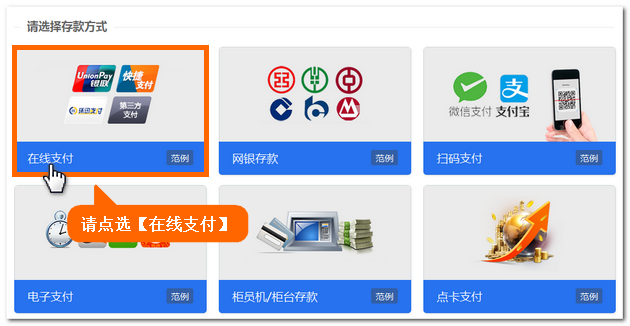 请选择存款方式
UnionPay
银联
快捷
支付
第三方
支付
微信支付 支付宝
在线支付 范例
网银存款 范例
扫码支付 范例
请点选【在线支付】
电子支付 范例
柜员机/柜台存款 范例
点卡支付 范例